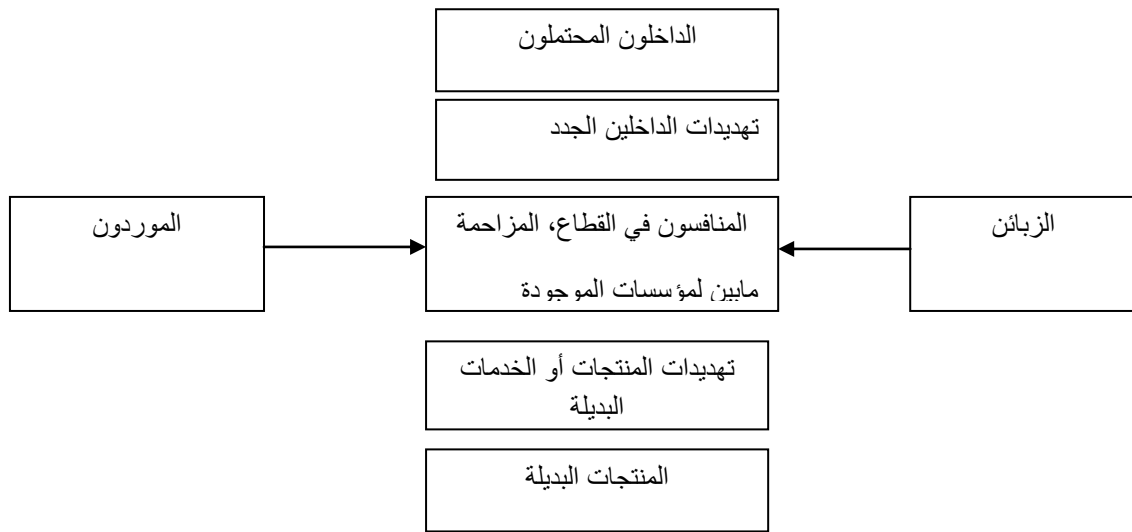 الداخلون المحتملون
تهديدات الداخلين الجدد
الزبائن
المنافسون في القطاع، المزاحمة
مابين لمؤسسات الموجودة
الموردون
تهديدات المنتجات أو الخدمات
البديلة
المنتجات البديلة